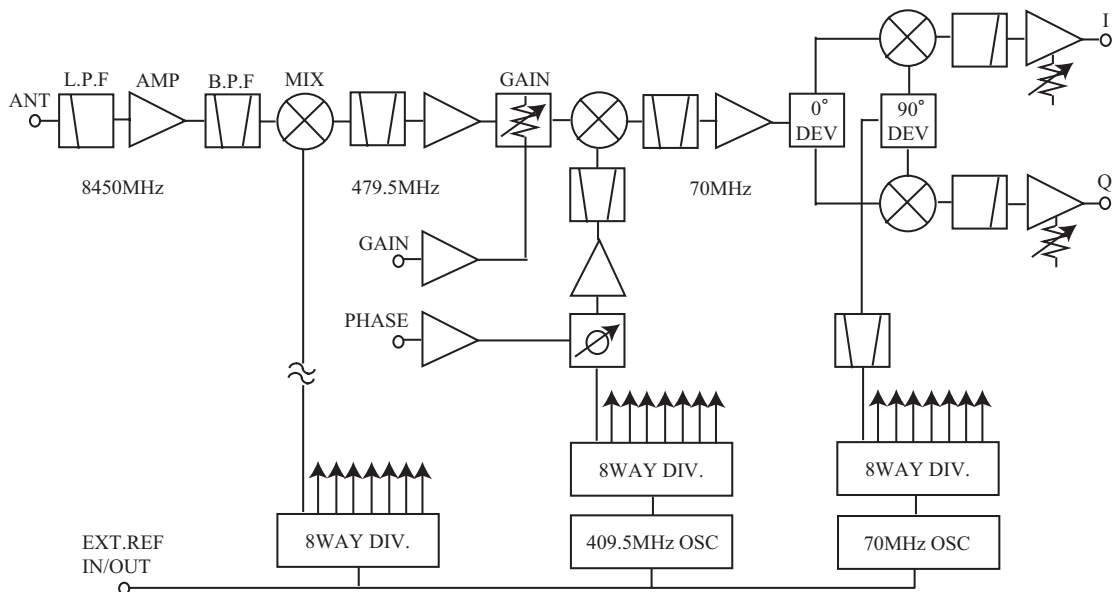 I
L.P.F AMP B.P.F MIX GAIN
ANT
0°
DEV
90°
DEV
8450MHz 479.5MHz 70MHz
Q
GAIN
PHASE
8WAY DIV. 8WAY DIV.
8WAY DIV. 409.5MHz OSC 70MHz OSC
EXT.REF
IN/OUT